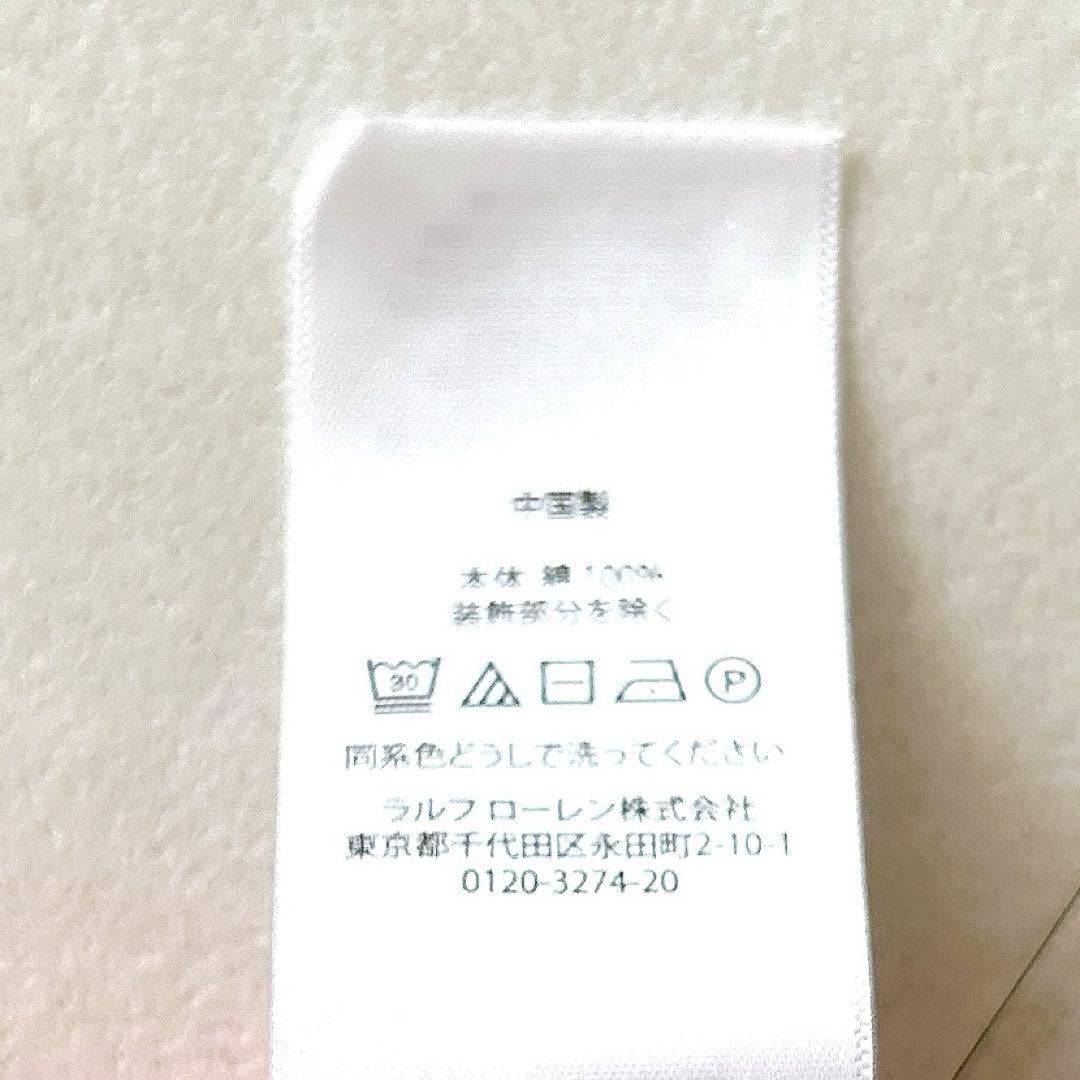 中国製
本体 綿 100%
装飾部分を除く
30
P
同系色どうしで洗ってください
ラルフ ローレン株式会社
東京都千代田区永田町2-10-1
0120-3274-20